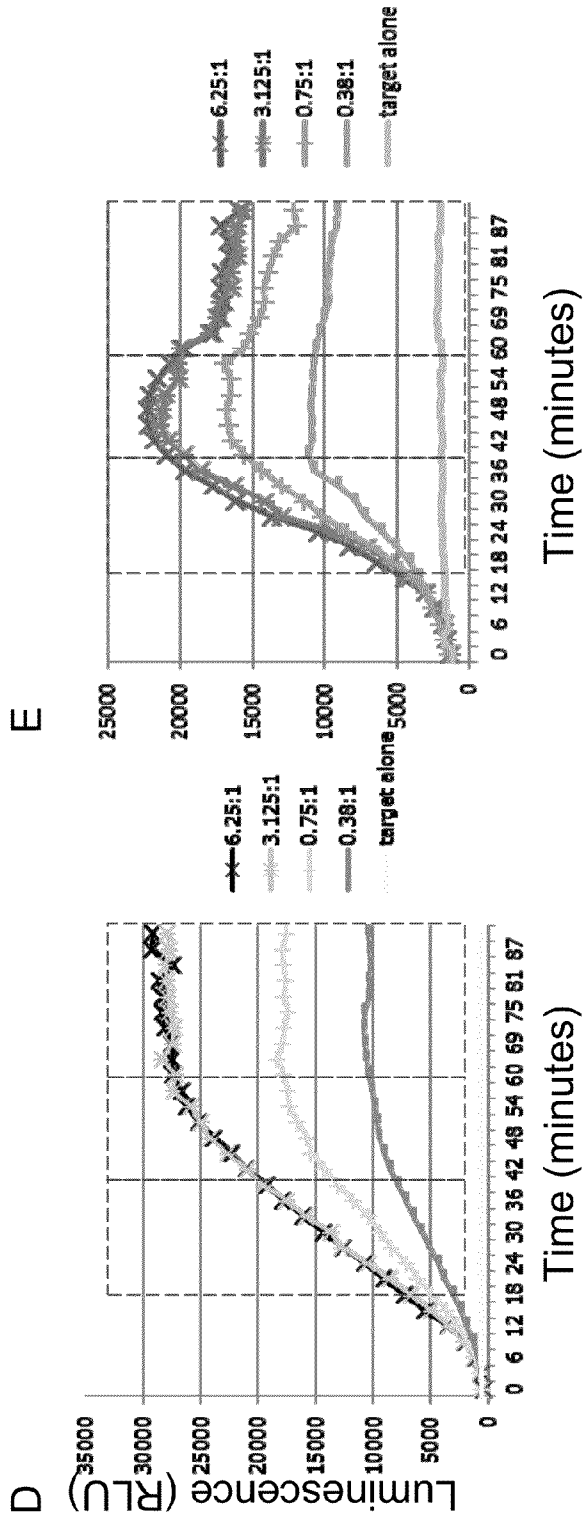 D
Luminescence (RLU)
35000
30000
25000
20000
15000
10000
5000
0
0 6 12 18 24 30 36 42 48 54 60 69 75 81 87
Time (minutes)
6.25:1
3.125:1
0.75:1
0.38:1
target alone
E
25000
20000
15000
10000
5000
0
0 6 12 18 24 30 36 42 48 54 60 69 75 81 87
Time (minutes)
6.25:1
3.125:1
0.75:1
0.38:1
target alone